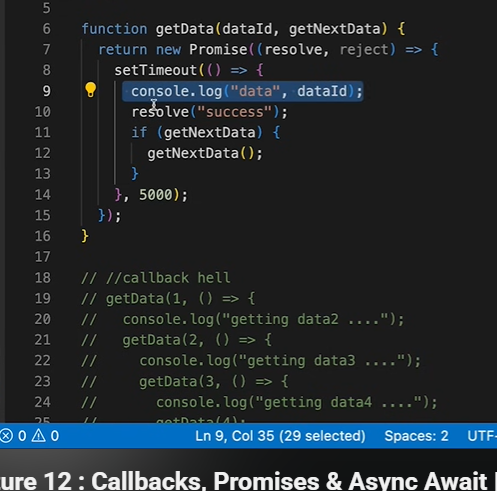 5
6 function getData(dataId, getNextData) {
7 return new Promise((resolve, reject) => {
8 setTimeout(() => {
9 console.log("data", dataId);
10 resolve("success");
11 if (getNextData) {
12 getNextData();
13 }
14 }, 5000);
15 });
16 }
17
18 // //callback hell
19 // getData(1, () => {
20 // console.log("getting data2 ....");
21 // getData(2, () => {
22 // console.log("getting data3 ....");
23 // getData(3, () => {
24 // console.log("getting data4 ....");
25 // getData(4);
0 0 Ln 9, Col 35 (29 selected) Spaces: 2 UTF-
ure 12 : Callbacks, Promises & Async Await